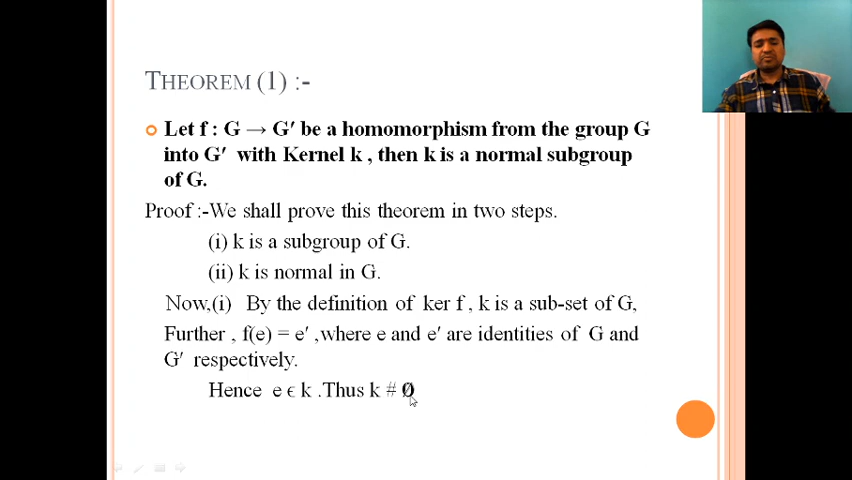 THEOREM (1) :-
Let f : G → G′ be a homomorphism from the group G
into G′ with Kernel k , then k is a normal subgroup
of G.
Proof :-We shall prove this theorem in two steps.
(i) k is a subgroup of G.
(ii) k is normal in G.
Now,(i) By the definition of ker f , k is a sub-set of G,
Further , f(e) = e′ ,where e and e′ are identities of G and
G′ respectively.
Hence e ϵ k .Thus k # Ø